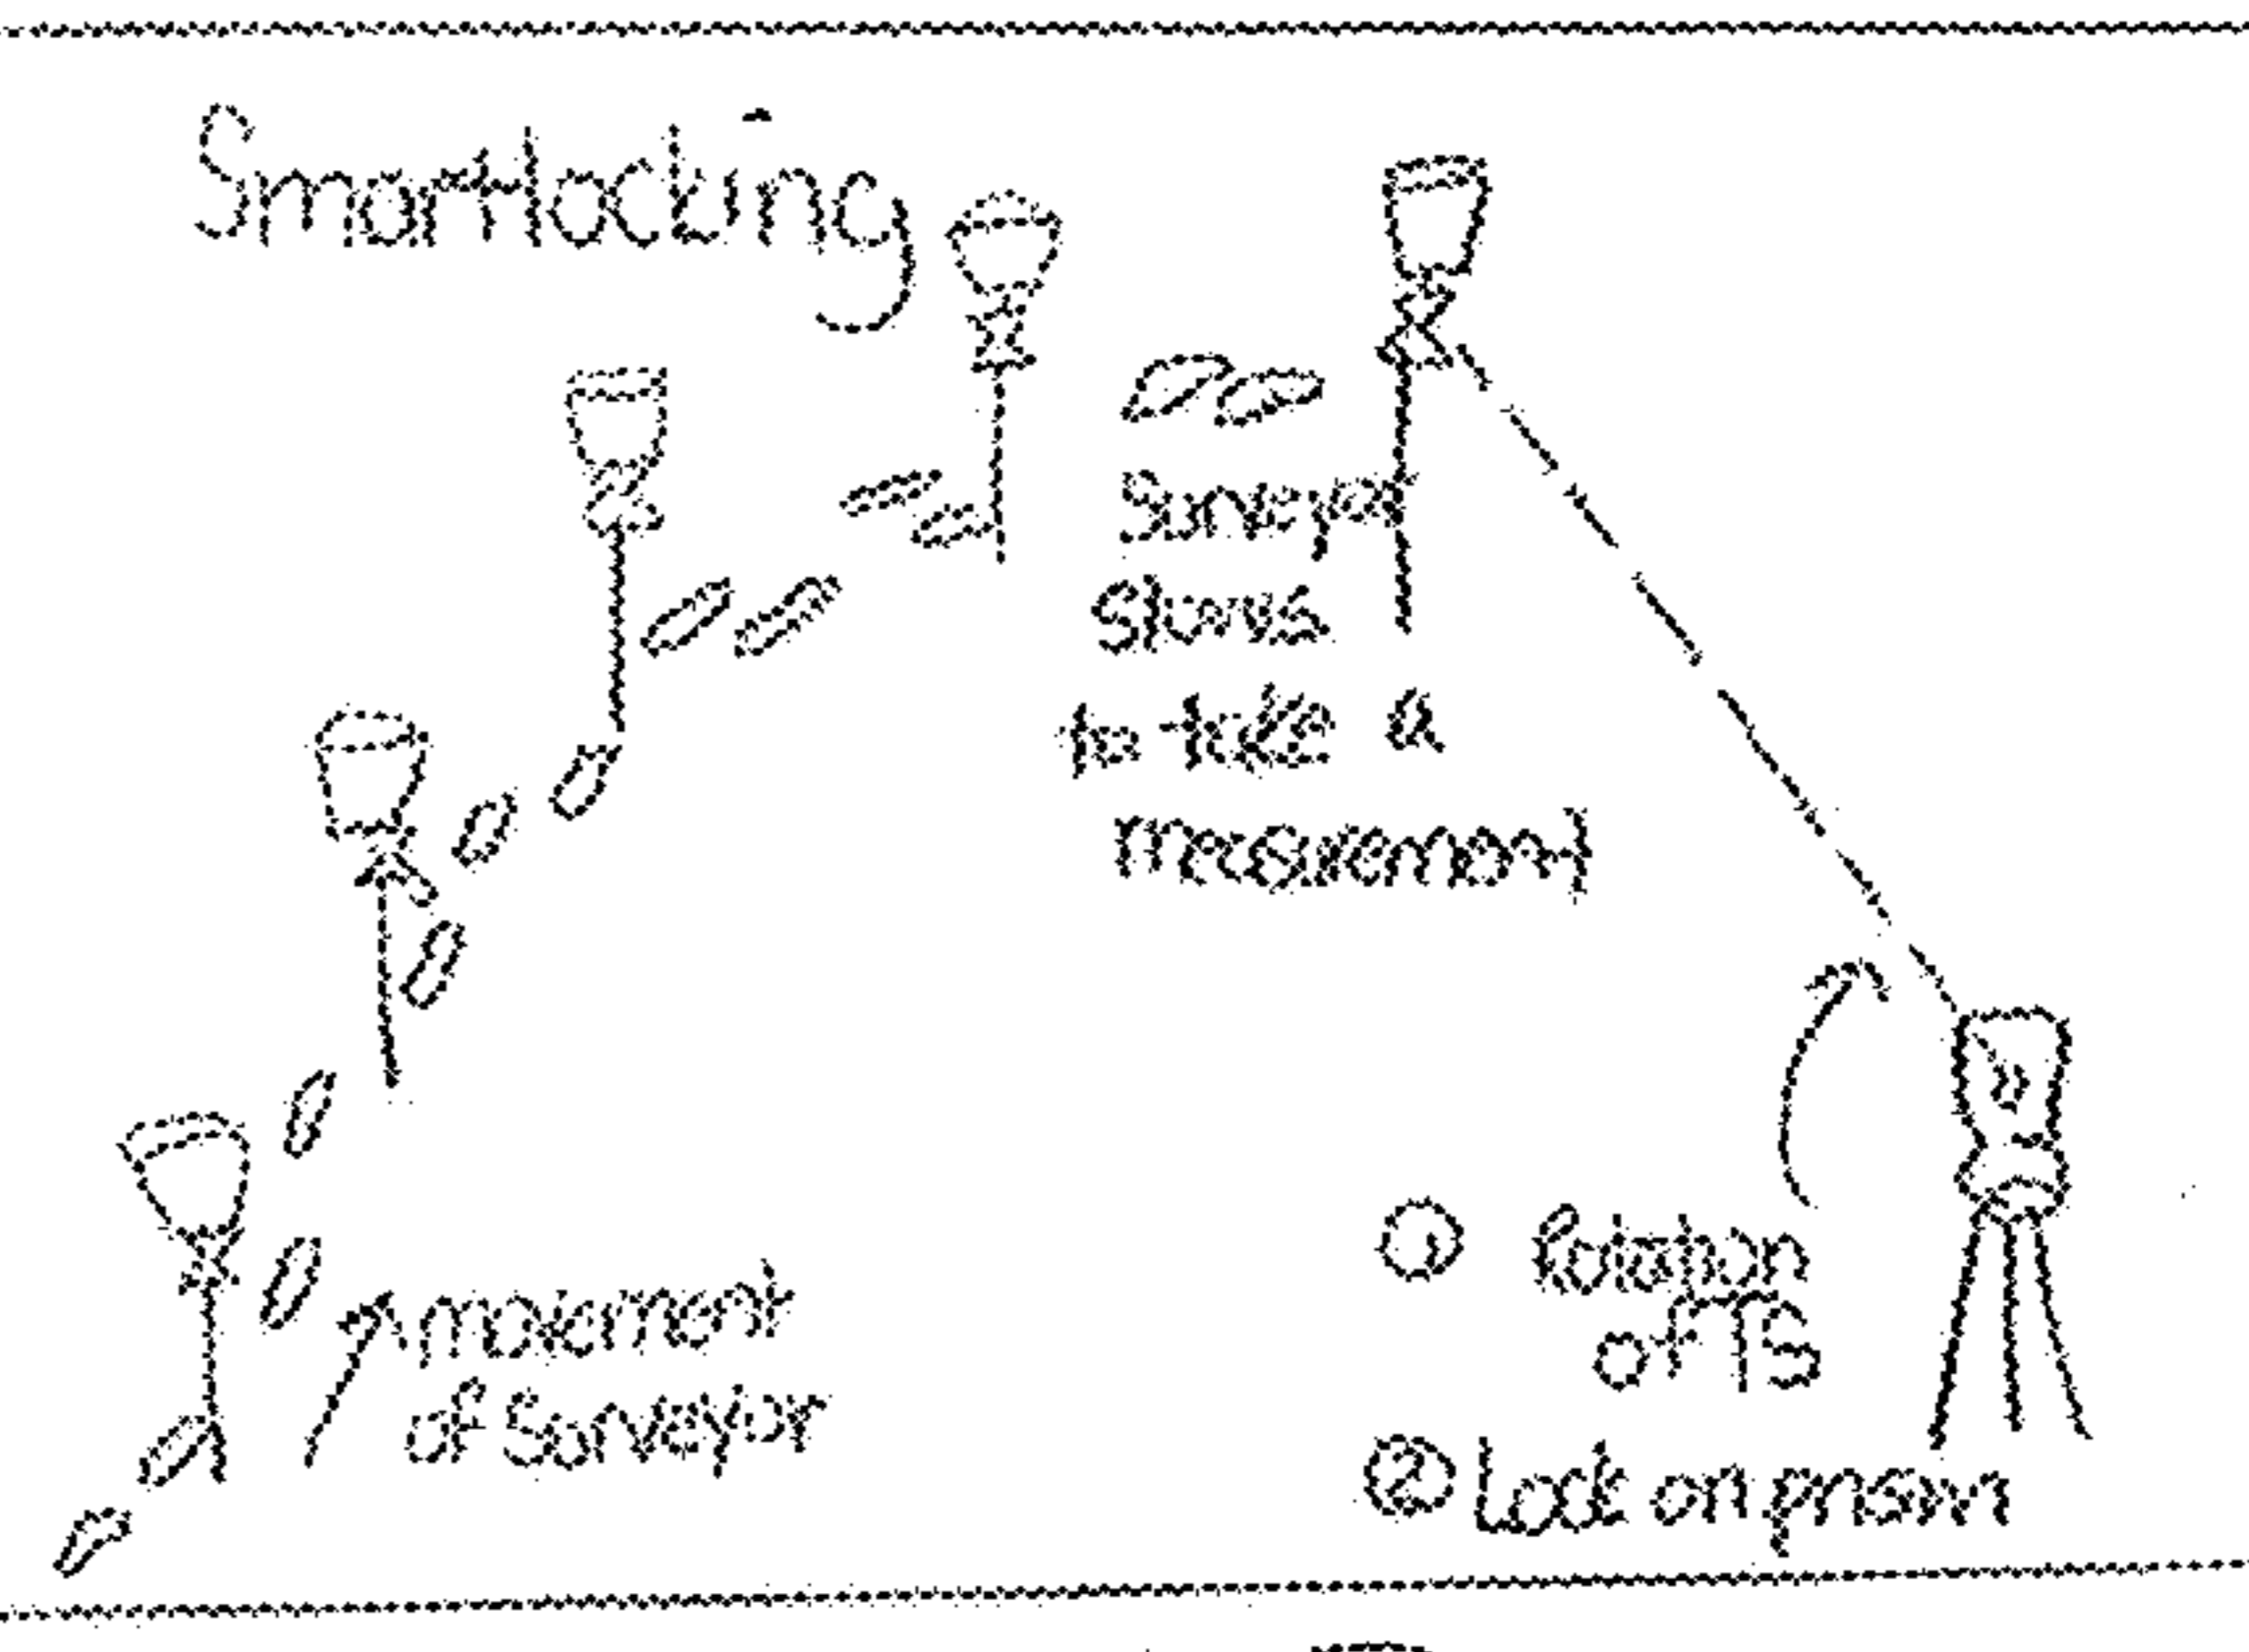 Smartlocking
Surveyor
Slows
to take a
measurement
movement
of Surveyor
① Rotation
of TS
② Lock on prism